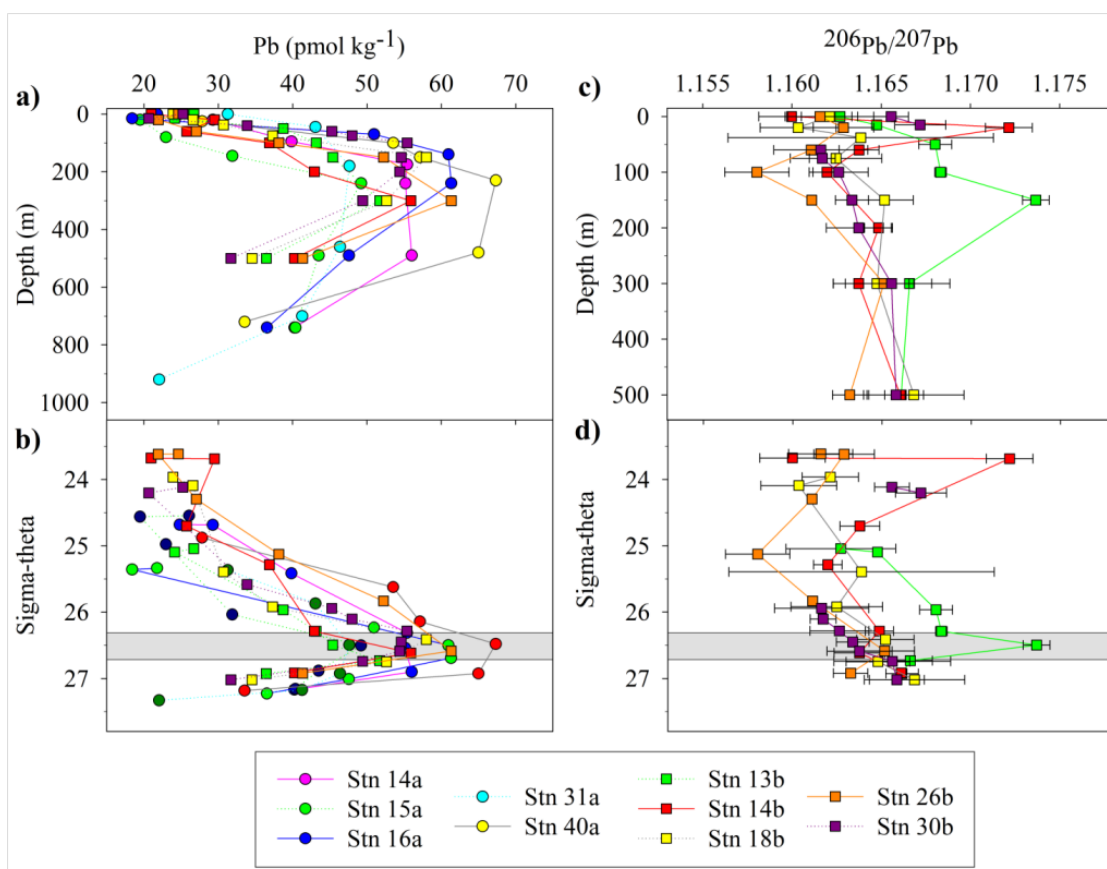 Pb (pmol kg-1)
206Pb/207Pb
20 30 40 50 60 70
1.155 1.160 1.165 1.170 1.175
a)
c)
0
200
400
600
800
1000
Depth (m)
0
100
200
300
400
500
Depth (m)
b)
d)
24
25
26
27
Sigma-theta
24
25
26
27
Sigma-theta
Stn 14a
Stn 15a
Stn 16a
Stn 31a
Stn 40a
Stn 13b
Stn 14b
Stn 18b
Stn 26b
Stn 30b